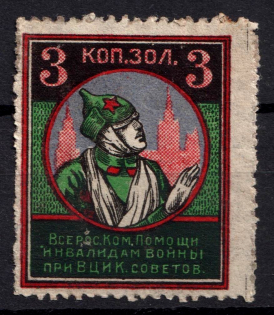 3 КОП. ЗОЛ. 3
ВСЕРОС. КОМ. ПОМОЩИ
ИНВАЛИДАМ ВОЙНЫ
ПРИ ВЦИК. СОВЕТОВ.